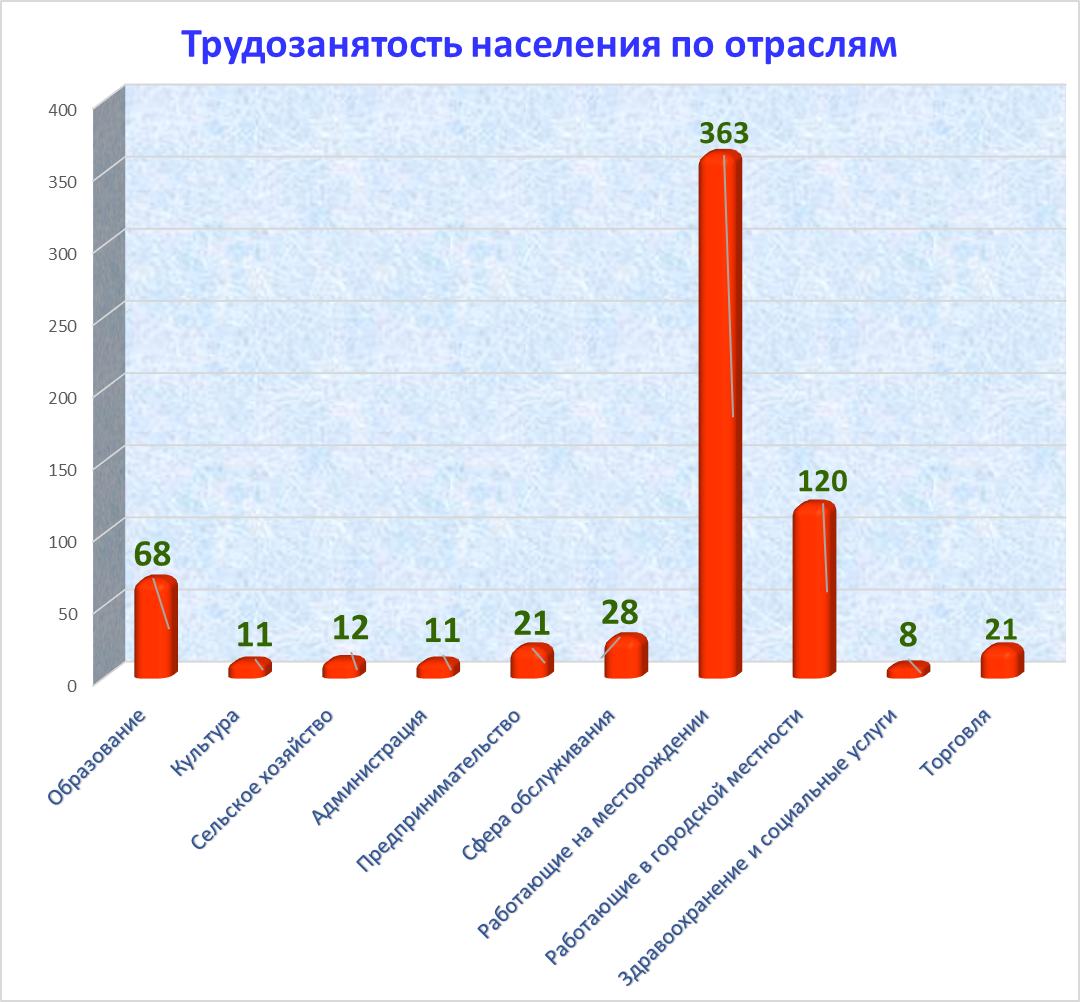 Трудозанятость населения по отраслям
400
350
300
250
200
150
100
50
0
68
11
12
11
21
28
363
120
8
21
Образование
Культура
Сельское хозяйство
Администрация
Предпринимательство
Сфера обслуживания
Работающие на месторождении
Работающие в городской местности
Здравоохранение и социальные услуги
Торговля